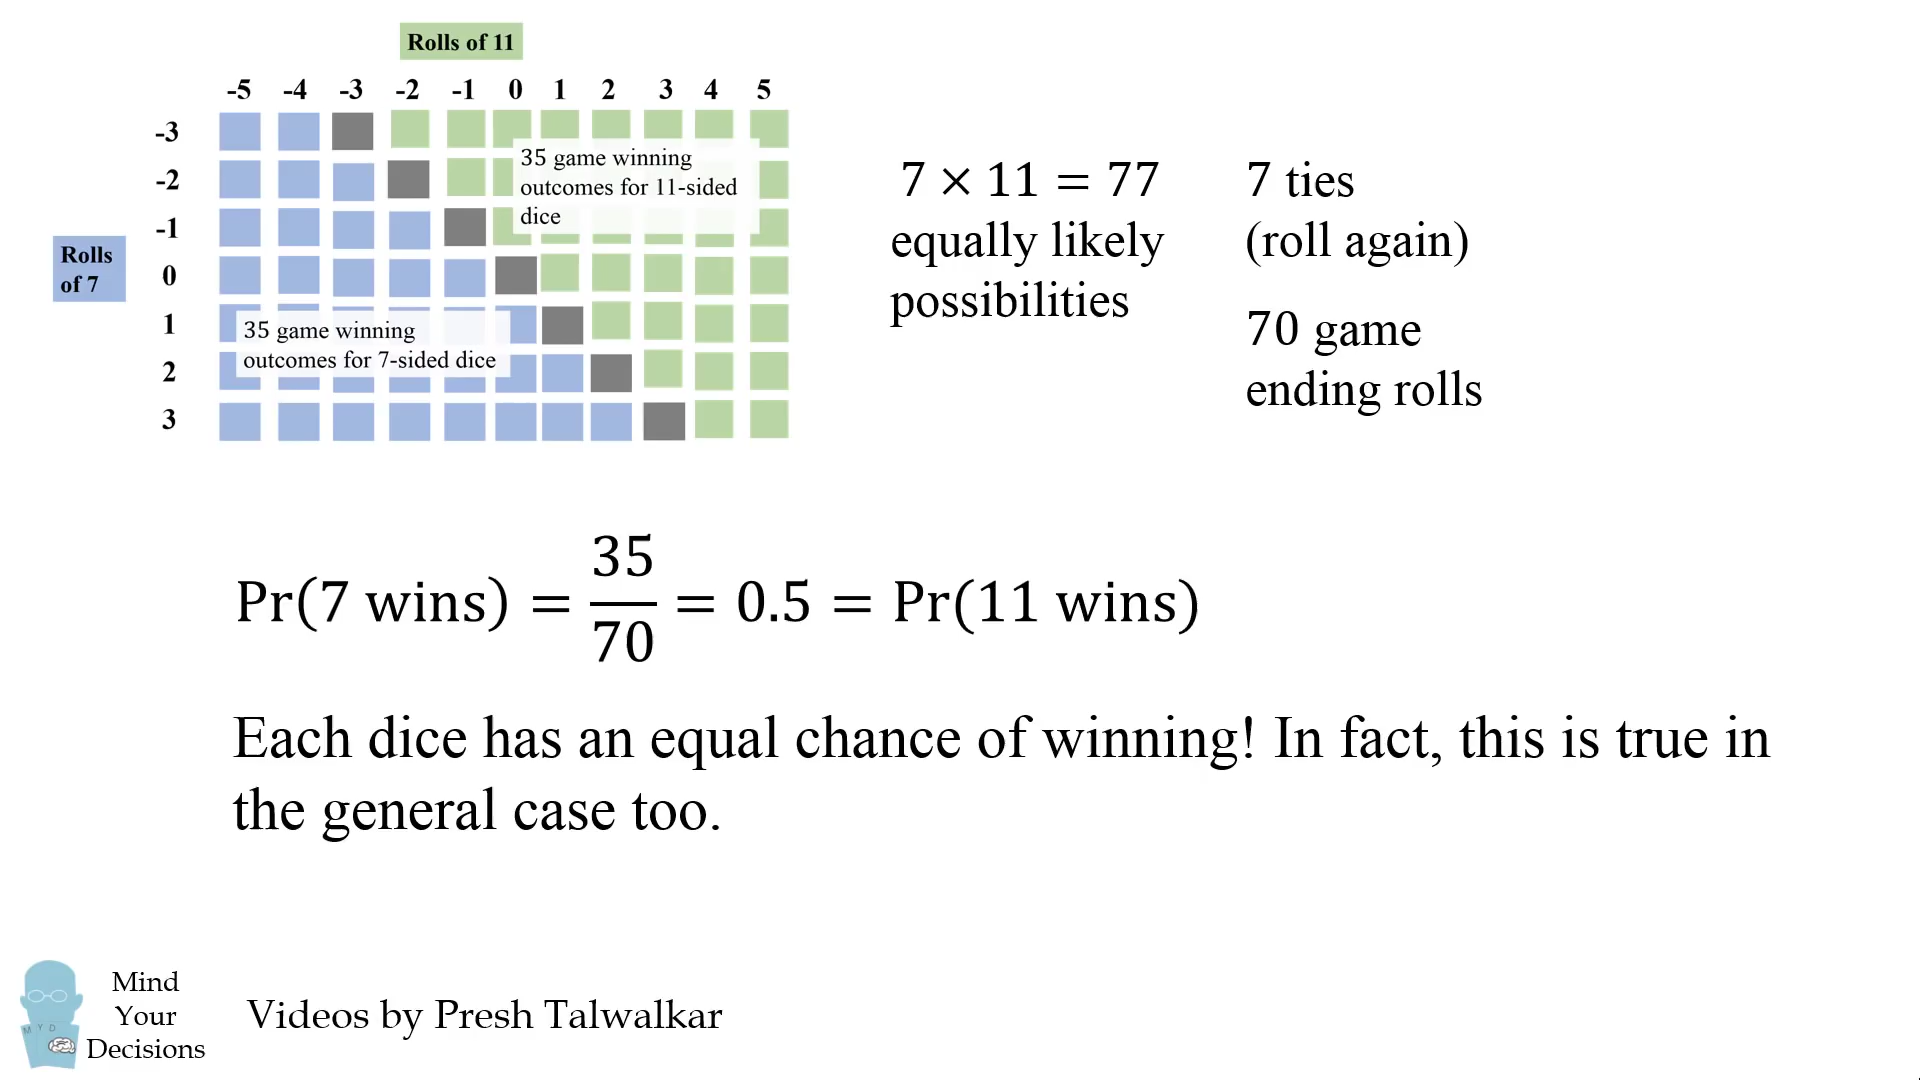 Rolls of 11
-5 -4 -3 -2 -1 0 1 2 3 4 5
-3
-2
-1
0
1
2
3
Rolls
of 7
35 game winning
outcomes for 11-sided
dice
35 game winning
outcomes for 7-sided dice
7 × 11 = 77
equally likely
possibilities
7 ties
(roll again)
70 game
ending rolls
Pr(7 wins) = 35/70 = 0.5 = Pr(11 wins)
Each dice has an equal chance of winning! In fact, this is true in
the general case too.
M Y D
Mind
Your
Decisions
Videos by Presh Talwalkar